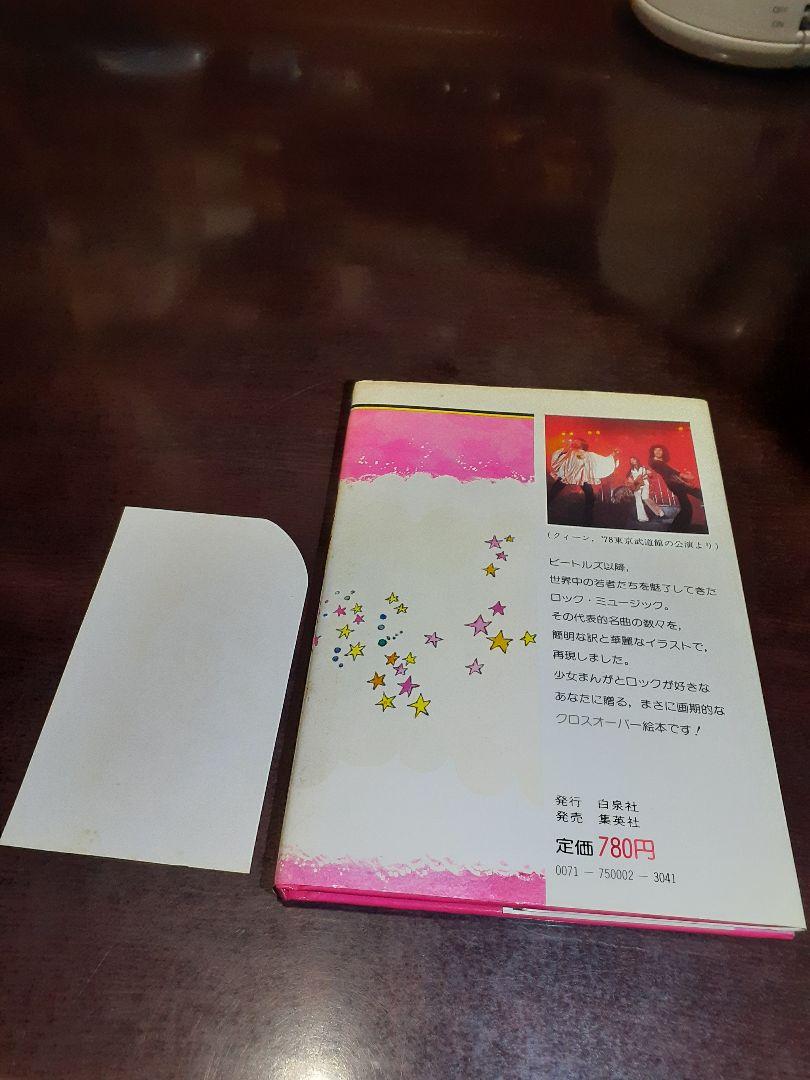 OFF
ON
(クィーン, '78東京武道館の公演より)
ビートルズ以降,
世界中の若者たちを魅了してきた
ロック・ミュージック。
その代表的名曲の数々を,
簡明な訳と華麗なイラストで,
再現しました。
少女まんがとロックが好きな
あなたに贈る, まさに画期的な
クロスオーバー絵本です!
発行 白泉社
発売 集英社
定価780円
0071 — 750002 — 3041